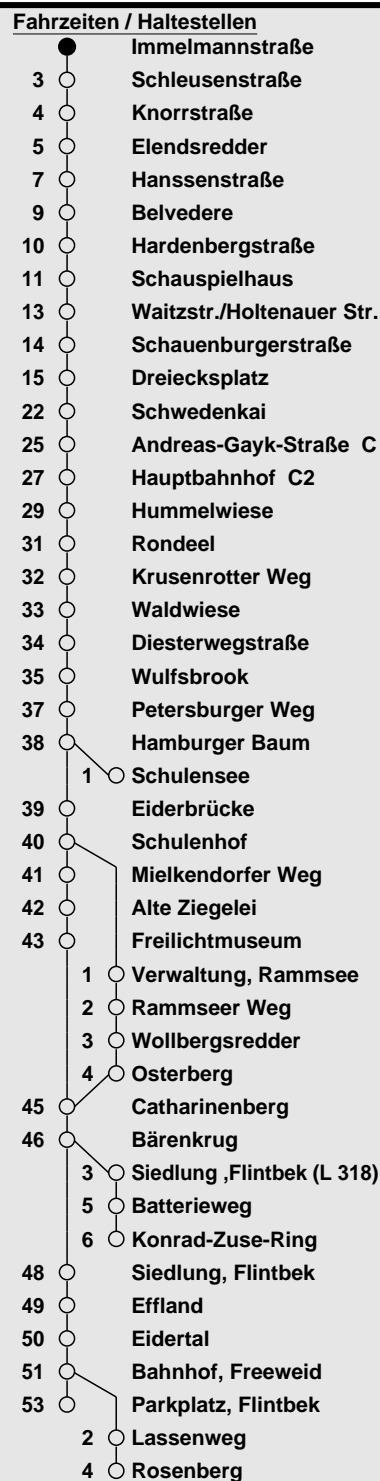 Fahrzeiten / Haltestellen
Immelmannstraße
3 Schleusenstraße
4 Knorrstraße
5 Elendsredder
7 Hanssenstraße
9 Belvedere
10 Hardenbergstraße
11 Schauspielhaus
13 Waitzstr./Holtenauer Str.
14 Schauenburgerstraße
15 Dreiecksplatz
22 Schwedenkai
25 Andreas-Gayk-Straße C
27 Hauptbahnhof C2
29 Hummelwiese
31 Rondeel
32 Krusenrotter Weg
33 Waldwiese
34 Diesterwegstraße
35 Wulfsbrook
37 Petersburger Weg
38 Hamburger Baum
1 Schulensee
39 Eiderbrücke
40 Schulenhof
41 Mielkendorfer Weg
42 Alte Ziegelei
43 Freilichtmuseum
1 Verwaltung, Rammsee
2 Rammseer Weg
3 Wollbergsredder
4 Osterberg
45 Catharinenberg
46 Bärenkrug
3 Siedlung ,Flintbek (L 318)
5 Batterieweg
6 Konrad-Zuse-Ring
48 Siedlung, Flintbek
49 Effland
50 Eidertal
51 Bahnhof, Freeweid
53 Parkplatz, Flintbek
2 Lassenweg
4 Rosenberg